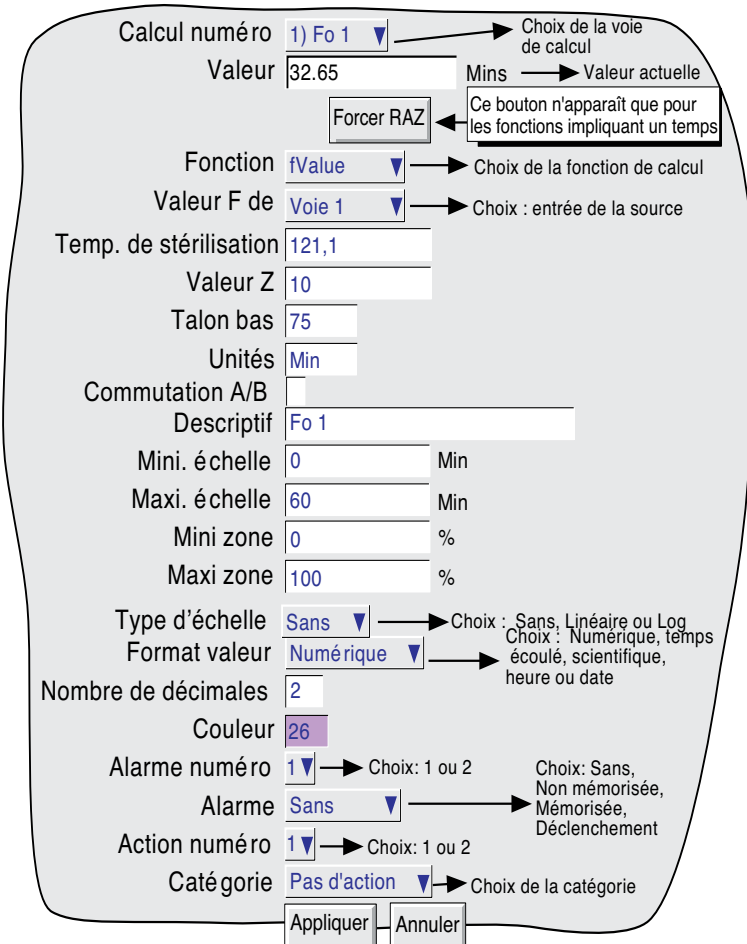 Calcul numéro 1) Fo 1 Choix de la voie
de calcul
Valeur 32.65 Mins Valeur actuelle
Forcer RAZ Ce bouton n'apparaît que pour
les fonctions impliquant un temps
Fonction fValue Choix de la fonction de calcul
Valeur F de Voie 1 Choix : entrée de la source
Temp. de stérilisation 121,1
Valeur Z 10
Talon bas 75
Unités Min
Commutation A/B
Descriptif Fo 1
Mini. échelle 0 Min
Maxi. échelle 60 Min
Mini zone 0 %
Maxi zone 100 %
Type d'échelle Sans Choix : Sans, Linéaire ou Log
Format valeur Numérique Choix : Numérique, temps
écoulé, scientifique,
heure ou date
Nombre de décimales 2
Couleur 26
Alarme numéro 1 Choix: 1 ou 2
Alarme Sans Choix: Sans,
Non mémorisée,
Mémorisée,
Déclenchement
Action numéro 1 Choix: 1 ou 2
Catégorie Pas d'action Choix de la catégorie
Appliquer Annuler